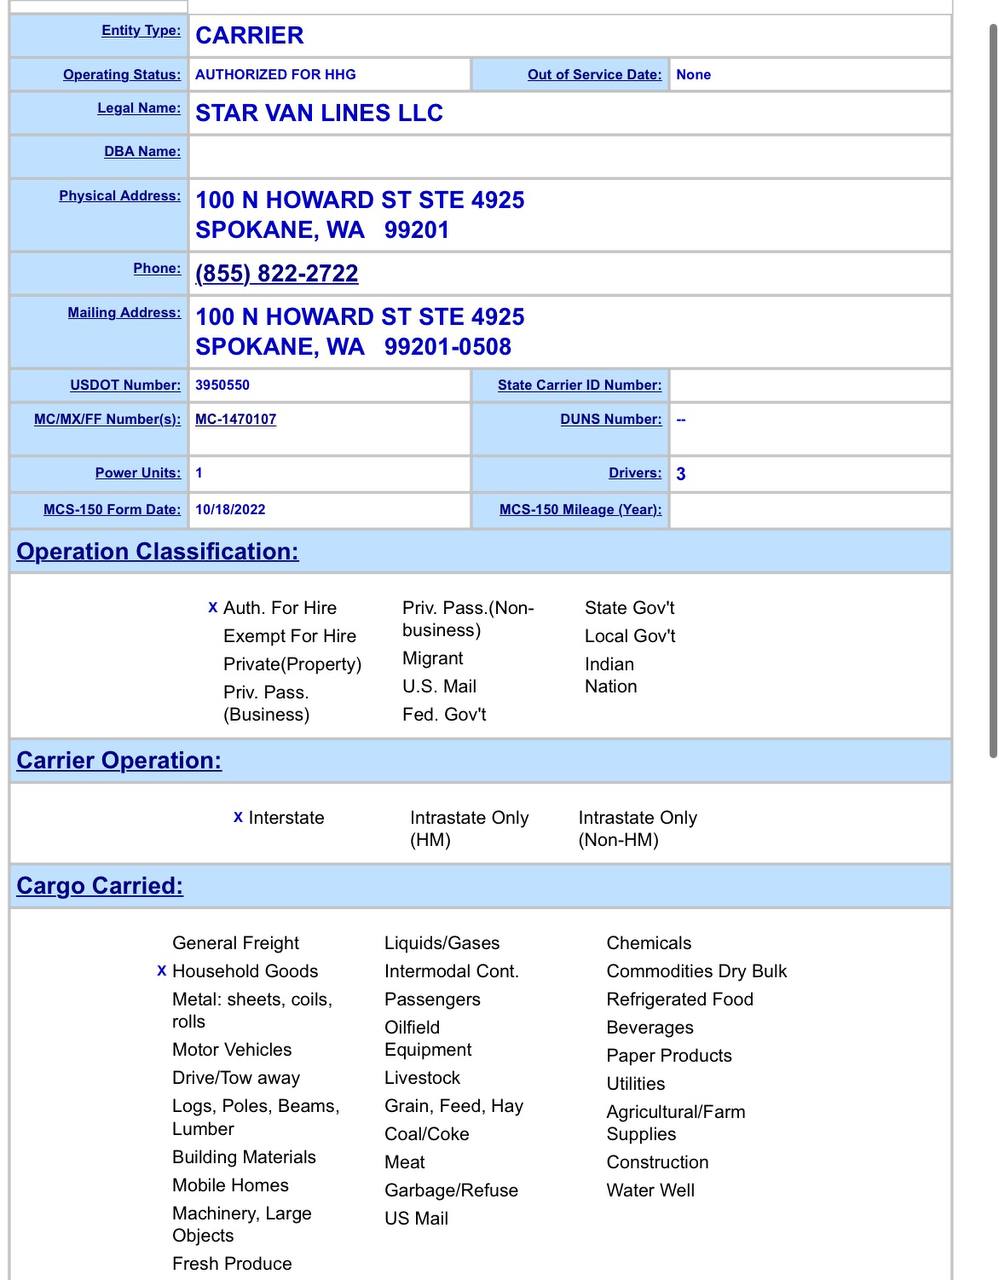 Entity Type: CARRIER
Operating Status: AUTHORIZED FOR HHG Out of Service Date: None
Legal Name: STAR VAN LINES LLC
DBA Name:
Physical Address: 100 N HOWARD ST STE 4925
SPOKANE, WA 99201
Phone: (855) 822-2722
Mailing Address: 100 N HOWARD ST STE 4925
SPOKANE, WA 99201-0508
USDOT Number: 3950550 State Carrier ID Number:
MC/MX/FF Number(s): MC-1470107 DUNS Number: --
Power Units: 1 Drivers: 3
MCS-150 Form Date: 10/18/2022 MCS-150 Mileage (Year):
Operation Classification:
X Auth. For Hire
Exempt For Hire
Private(Property)
Priv. Pass.
(Business)
Priv. Pass.(Non-
business)
Migrant
U.S. Mail
Fed. Gov't
State Gov't
Local Gov't
Indian
Nation
Carrier Operation:
X Interstate
Intrastate Only
(HM)
Intrastate Only
(Non-HM)
Cargo Carried:
General Freight
X Household Goods
Metal: sheets, coils,
rolls
Motor Vehicles
Drive/Tow away
Logs, Poles, Beams,
Lumber
Building Materials
Mobile Homes
Machinery, Large
Objects
Fresh Produce
Liquids/Gases
Intermodal Cont.
Passengers
Oilfield
Equipment
Livestock
Grain, Feed, Hay
Coal/Coke
Meat
Garbage/Refuse
US Mail
Chemicals
Commodities Dry Bulk
Refrigerated Food
Beverages
Paper Products
Utilities
Agricultural/Farm
Supplies
Construction
Water Well